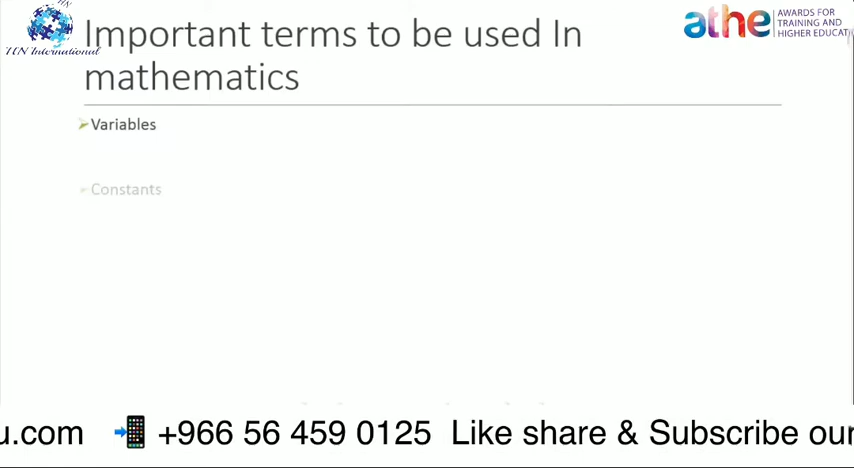 Important terms to be used In
mathematics
UN
UN International
athe
AWARDS FOR
TRAINING AND
HIGHER EDUCAT
Variables
Constants
u.com +966 56 459 0125 Like share & Subscribe our